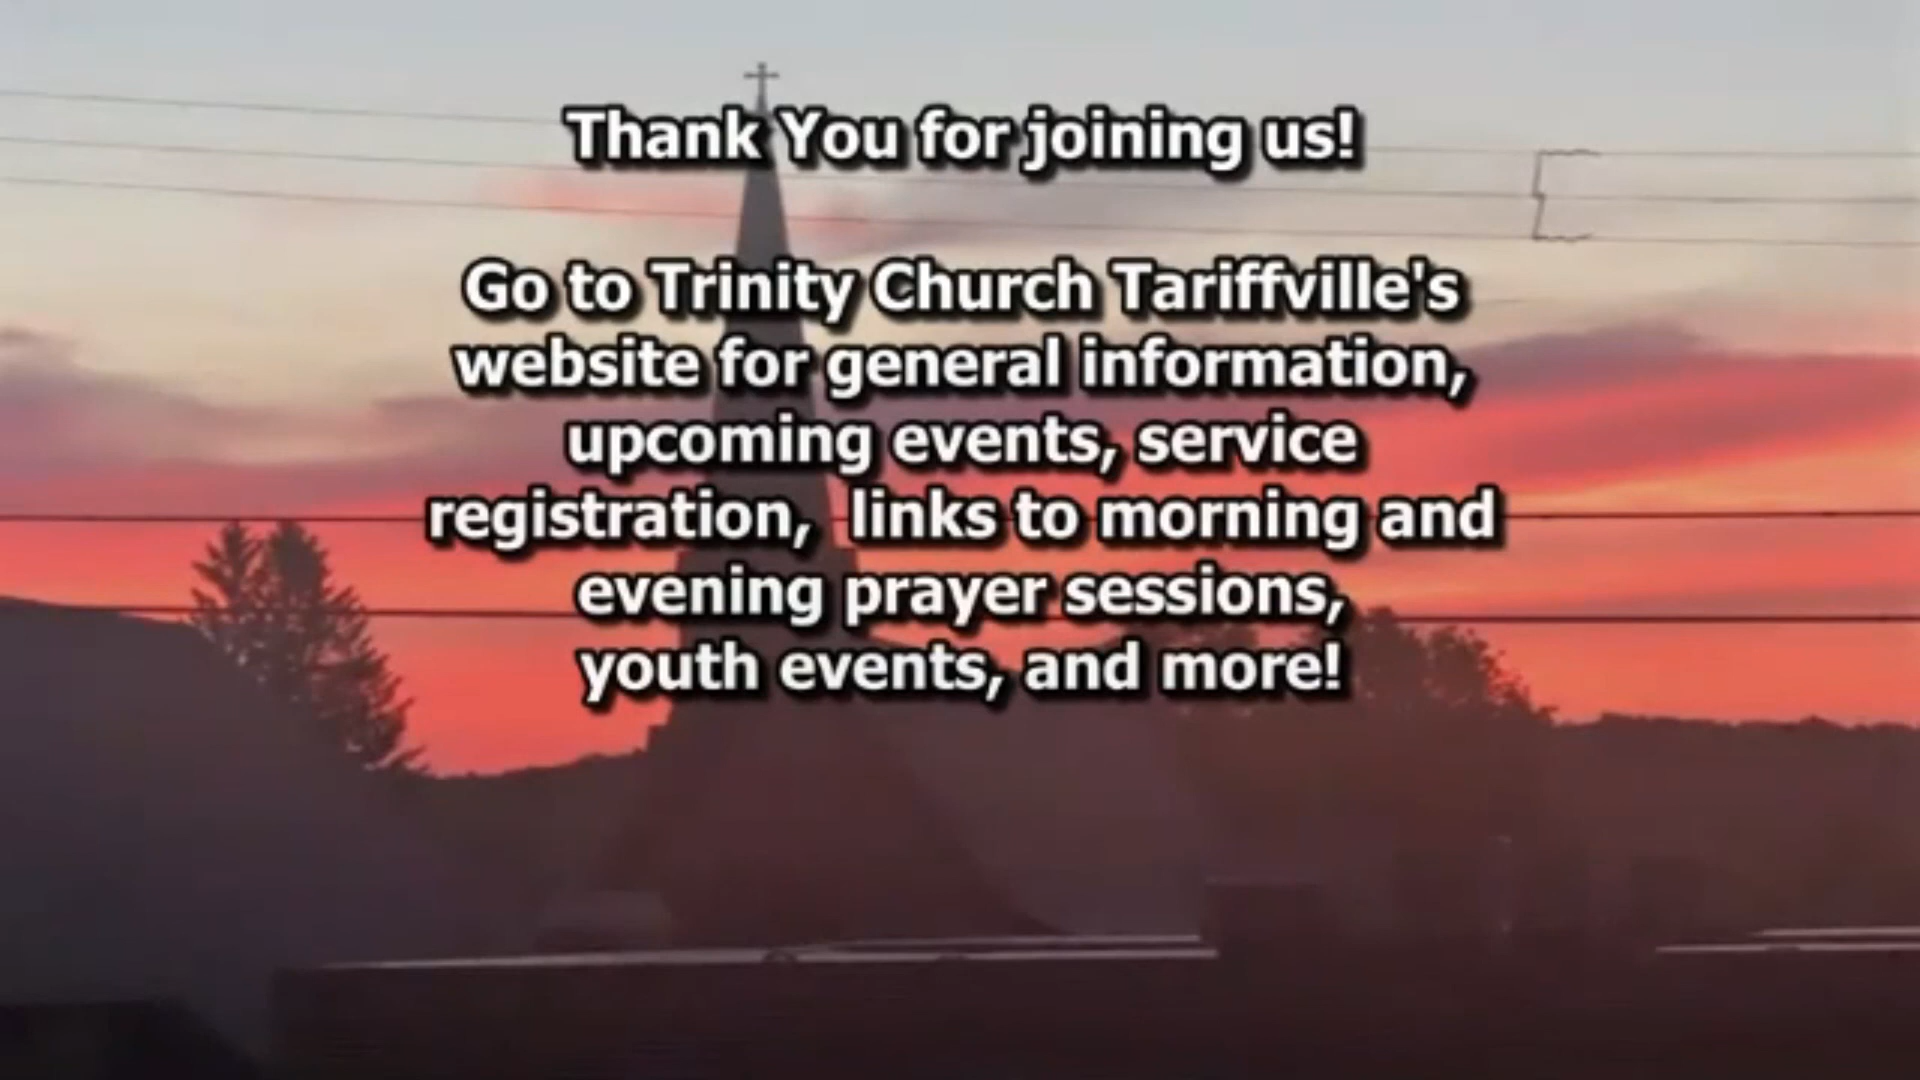 Thank You for joining us!
Go to Trinity Church Tariffville's
website for general information,
upcoming events, service
registration,  links to morning and
evening prayer sessions,
youth events, and more!